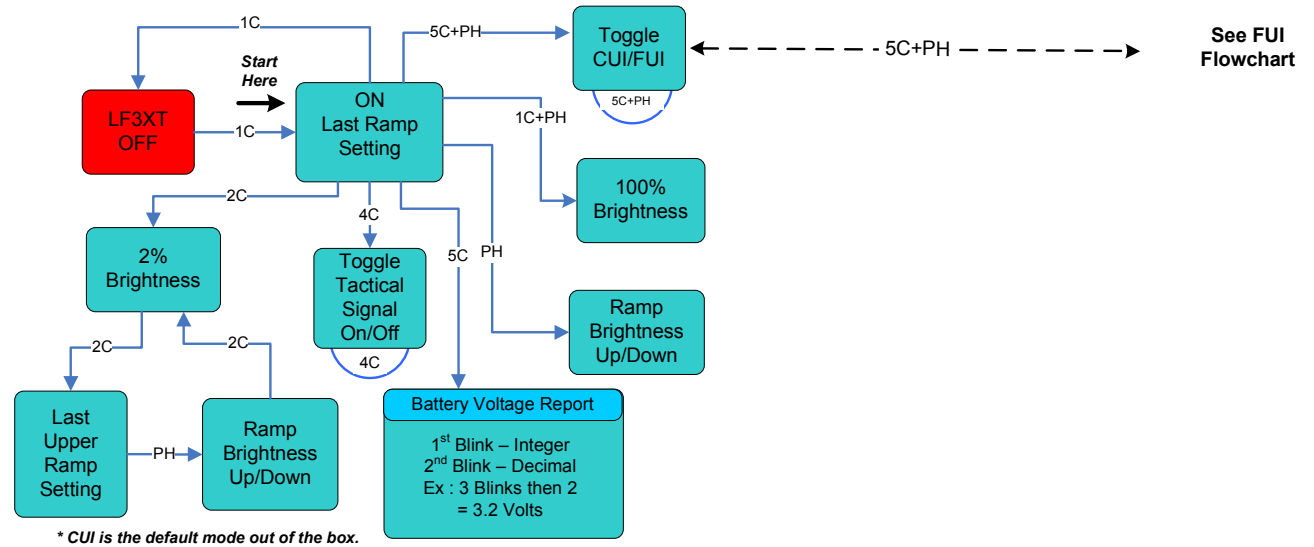 1C
5C+PH
Toggle
CUI/FUI
5C+PH
5C+PH
See FUI
Flowchart
Start
Here
LF3XT
OFF
1C
ON
Last Ramp
Setting
1C+PH
100%
Brightness
2C
4C
5C
PH
2%
Brightness
Toggle
Tactical
Signal
On/Off
4C
Ramp
Brightness
Up/Down
2C
2C
Last
Upper
Ramp
Setting
PH
Ramp
Brightness
Up/Down
Battery Voltage Report
1st Blink – Integer
2nd Blink – Decimal
Ex : 3 Blinks then 2
= 3.2 Volts
* CUI is the default mode out of the box.